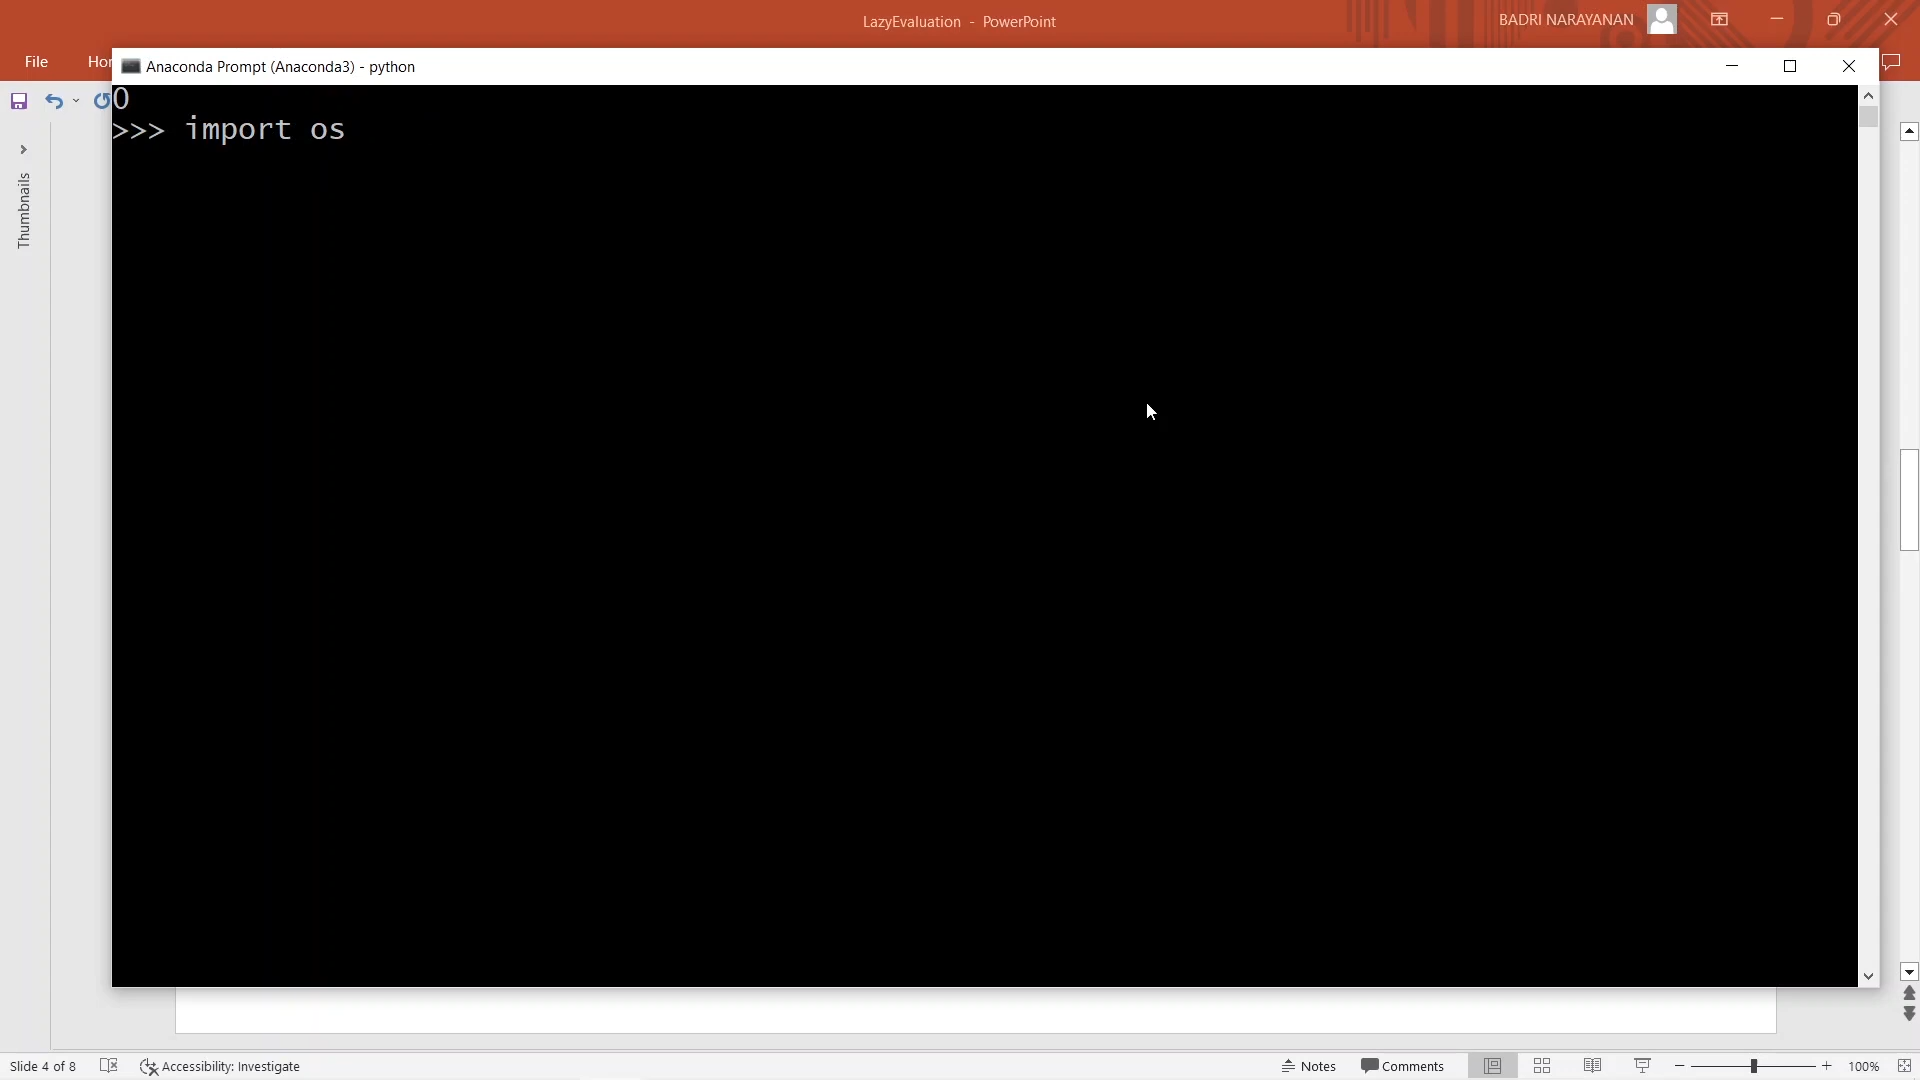 LazyEvaluation - PowerPoint
BADRI NARAYANAN
File
Hor
Anaconda Prompt (Anaconda3) - python
0
>>> import os
Thumbnails
Slide 4 of 8
Accessibility: Investigate
Notes
Comments
100%